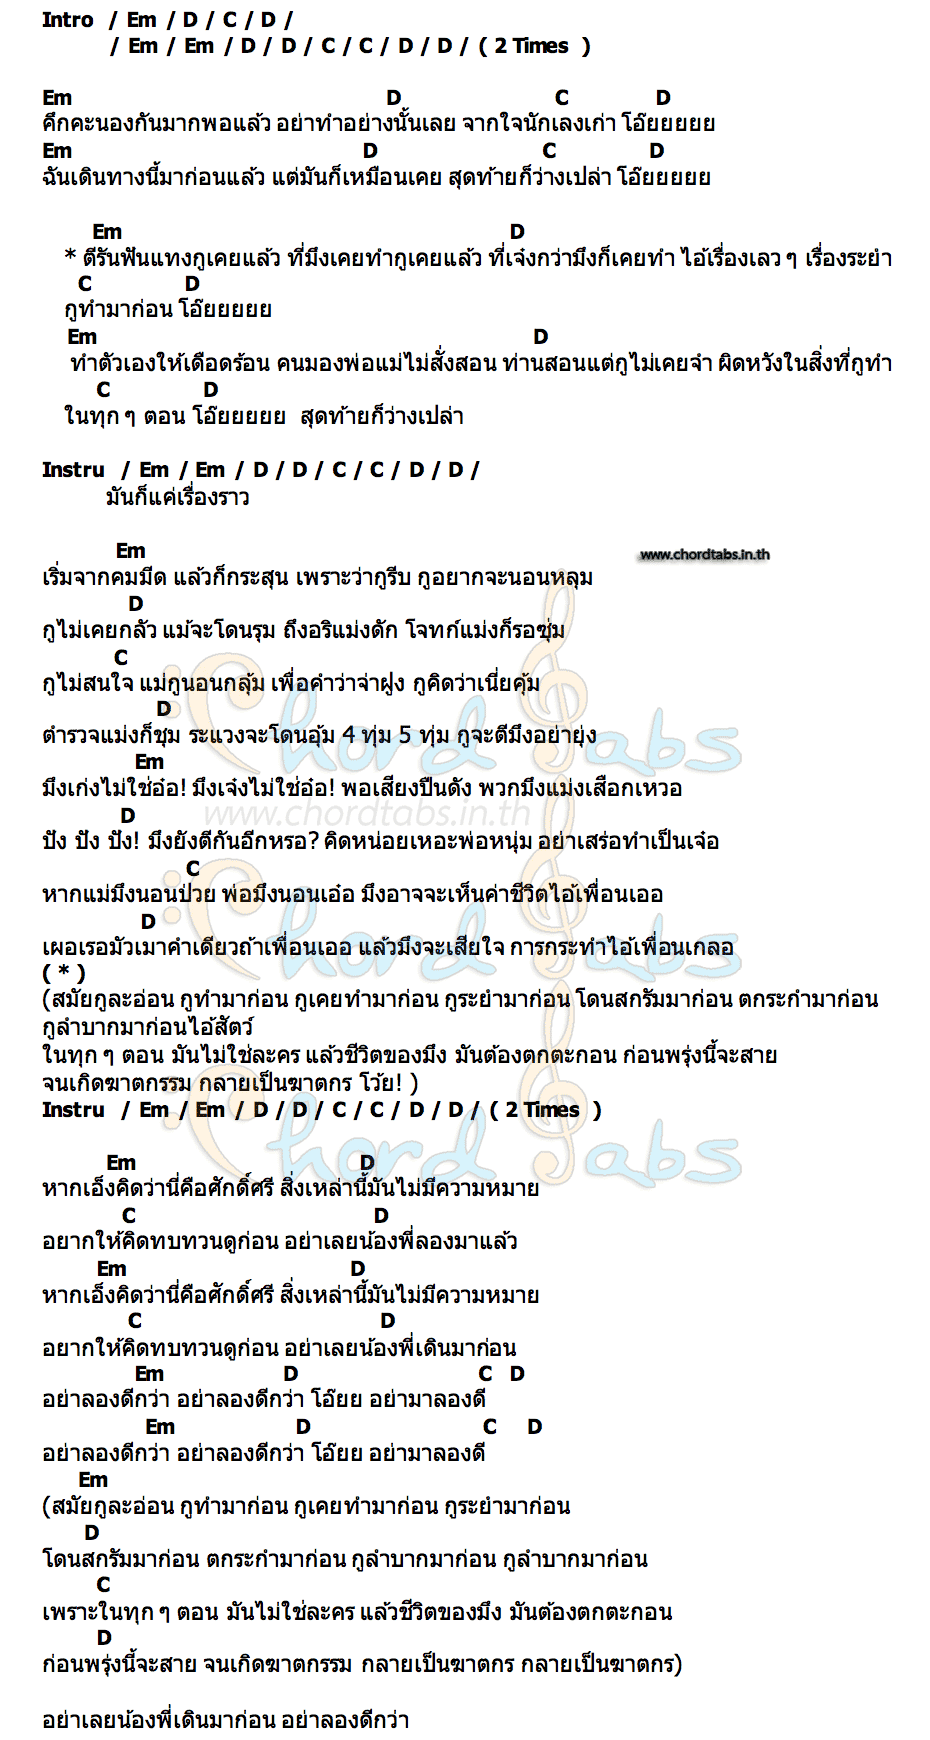 Intro / Em / D / C / D /
/ Em / Em / D / D / C / C / D / D / ( 2 Times )
Em D C D
คึกคะนองกันมากพอแล้ว อย่าทำอย่างนั้นเลย จากใจนักเลงเก่า โอ๊ยยยยยย
Em D C D
ฉันเดินทางนี้มาก่อนแล้ว แต่มันก็เหมือนเคย สุดท้ายก็ว่างเปล่า โอ๊ยยยยยย
Em D
* ตีรันฟันแทงกูเคยแล้ว ที่มึงเคยทำกูเคยแล้ว ที่เจ๋งกว่ามึงก็เคยทำ ไอ้เรื่องเลว ๆ เรื่องระยำ
C D
กูทำมาก่อน โอ๊ยยยยยย
Em D
ทำตัวเองให้เดือดร้อน คนมองพ่อแม่ไม่สั่งสอน ท่านสอนแต่กูไม่เคยจำ ผิดหวังในสิ่งที่กูทำ
C D
ในทุก ๆ ตอน โอ๊ยยยยยย สุดท้ายก็ว่างเปล่า
Instru / Em / Em / D / D / C / C / D / D /
มันก็แค่เรื่องราว
Em www.chordtabs.in.th
เริ่มจากคมมีด แล้วก็กระสุน เพราะว่ากูรีบ กูอยากจะนอนหลุม
D
กูไม่เคยกลัว แม้จะโดนรุม ถึงอริแม่งดัก โจทก์แม่งก็รอซุ่ม
C
กูไม่สนใจ แม่กูนอนกลุ้ม เพื่อคำว่าจ่าฝูง กูคิดว่าเนี่ยคุ้ม
D
ตำรวจแม่งก็ชุม ระแวงจะโดนอุ้ม 4 ทุ่ม 5 ทุ่ม กูจะตีมึงอย่ายุ่ง
Em
มึงเก่งไม่ใช่อ๋อ! มึงเจ๋งไม่ใช่อ๋อ! พอเสียงปืนดัง พวกมึงแม่งเสือกเหวอ
D
ปัง ปัง ปัง! มึงยังตีกันอีกหรอ? คิดหน่อยเหอะพ่อหนุ่ม อย่าเสร่อทำเป็นเจ๋อ
C
หากแม่มึงนอนป่วย พ่อมึงนอนเอ๋อ มึงอาจจะเห็นค่าชีวิตไอ้เพื่อนเออ
D
เผอเรอมัวเมาคำเดียวถ้าเพื่อนเออ แล้วมึงจะเสียใจ การกระทำไอ้เพื่อนเกลอ
( * )
(สมัยกูละอ่อน กูทำมาก่อน กูเคยทำมาก่อน กูระยำมาก่อน โดนสกรัมมาก่อน ตกระกำมาก่อน
กูลำบากมาก่อนไอ้สัตว์
ในทุก ๆ ตอน มันไม่ใช่ละคร แล้วชีวิตของมึง มันต้องตกตะกอน ก่อนพรุ่งนี้จะสาย
จนเกิดฆาตกรรม กลายเป็นฆาตกร โว้ย! )
Instru / Em / Em / D / D / C / C / D / D / ( 2 Times )
Em D
หากเอ็งคิดว่านี่คือศักดิ์ศรี สิ่งเหล่านี้มันไม่มีความหมาย
C D
อยากให้คิดทบทวนดูก่อน อย่าเลยน้องพี่ลองมาแล้ว
Em D
หากเอ็งคิดว่านี่คือศักดิ์ศรี สิ่งเหล่านี้มันไม่มีความหมาย
C D
อยากให้คิดทบทวนดูก่อน อย่าเลยน้องพี่เดินมาก่อน
Em D C D
อย่าลองดีกว่า อย่าลองดีกว่า โอ๊ยย อย่ามาลองดี
Em D C D
อย่าลองดีกว่า อย่าลองดีกว่า โอ๊ยย อย่ามาลองดี
Em
(สมัยกูละอ่อน กูทำมาก่อน กูเคยทำมาก่อน กูระยำมาก่อน
D
โดนสกรัมมาก่อน ตกระกำมาก่อน กูลำบากมาก่อน กูลำบากมาก่อน
C
เพราะในทุก ๆ ตอน มันไม่ใช่ละคร แล้วชีวิตของมึง มันต้องตกตะกอน
D
ก่อนพรุ่งนี้จะสาย จนเกิดฆาตกรรม กลายเป็นฆาตกร กลายเป็นฆาตกร)
อย่าเลยน้องพี่เดินมาก่อน อย่าลองดีกว่า